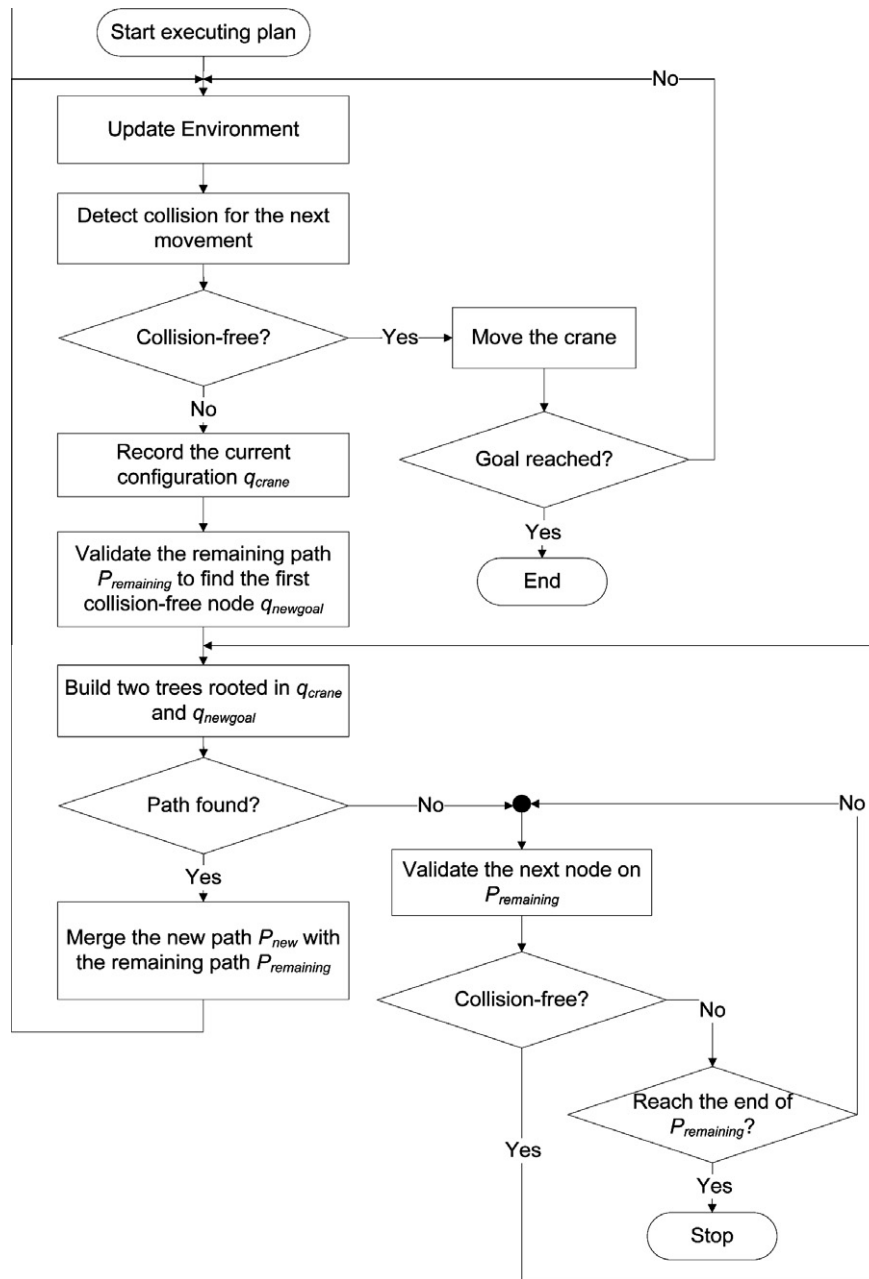 Start executing plan
No
Update Environment
Detect collision for the next
movement
Collision-free?
Yes
Move the crane
No
Goal reached?
Record the current
configuration qcrane
Yes
End
Validate the remaining path
Premaining to find the first
collision-free node qnewgoal
Build two trees rooted in qcrane
and qnewgoal
Path found?
No
No
Yes
Validate the next node on
Premaining
Merge the new path Pnew with
the remaining path Premaining
Collision-free?
No
Reach the end of
Premaining?
Yes
Yes
Stop